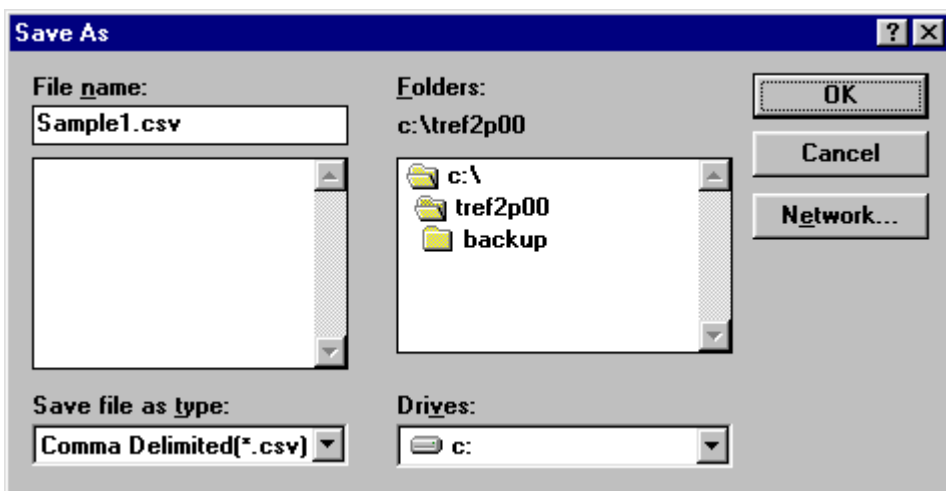 Save As
File name:
Sample1.csv
Folders:
c:\tref2p00
c:\
tref2p00
backup
OK
Cancel
Network...
Save file as type:
Comma Delimited(*.csv)
Drives:
c: